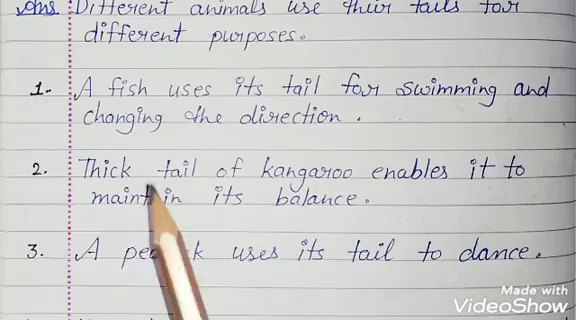 Ans. Different animals use their tails for
different purposes.
1. A fish uses its tail for swimming and
changing the direction.
2. Thick tail of kangaroo enables it to
its balance.
3. A uses its tail to dance.
Made with
VideoShow